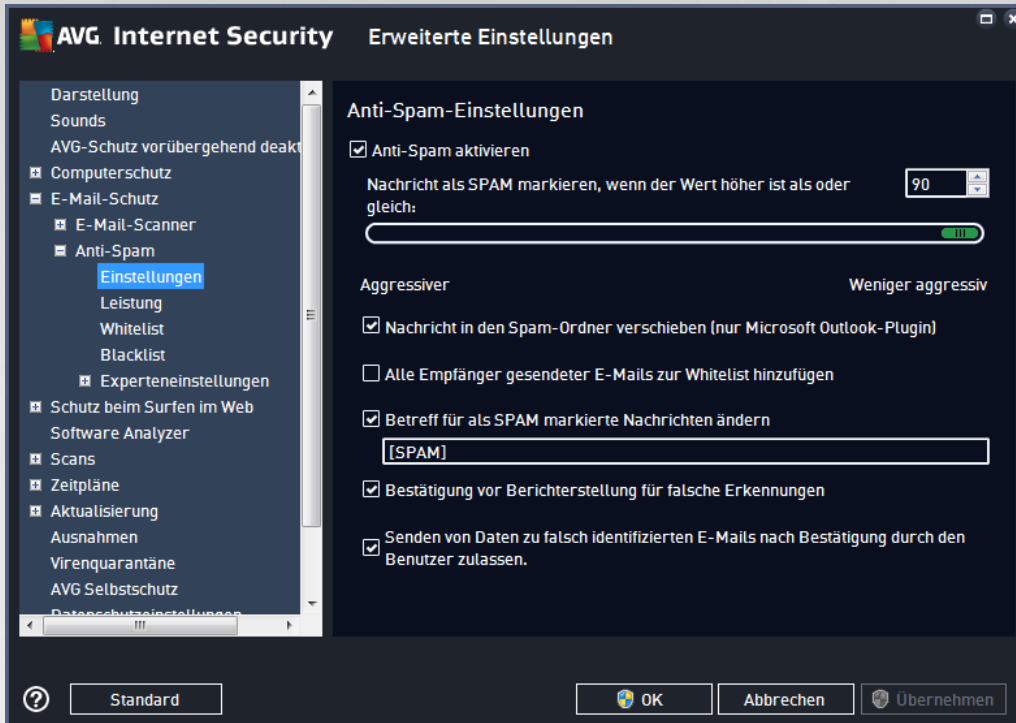 AVG Internet Security Erweiterte Einstellungen
Darstellung
Sounds
AVG-Schutz vorübergehend deakt
Computerschutz
E-Mail-Schutz
E-Mail-Scanner
Anti-Spam
Einstellungen
Leistung
Whitelist
Blacklist
Experteneinstellungen
Schutz beim Surfen im Web
Software Analyzer
Scans
Zeitpläne
Aktualisierung
Ausnahmen
Virenquarantäne
AVG Selbstschutz
Datenschutzeinstellungen
Anti-Spam-Einstellungen
Anti-Spam aktivieren
Nachricht als SPAM markieren, wenn der Wert höher ist als oder
gleich:
90
Aggressiver
Weniger aggressiv
Nachricht in den Spam-Ordner verschieben (nur Microsoft Outlook-Plugin)
Alle Empfänger gesendeter E-Mails zur Whitelist hinzufügen
Betreff für als SPAM markierte Nachrichten ändern
[SPAM]
Bestätigung vor Berichterstellung für falsche Erkennungen
Senden von Daten zu falsch identifizierten E-Mails nach Bestätigung durch den
Benutzer zulassen.
?
Standard
OK
Abbrechen
Übernehmen